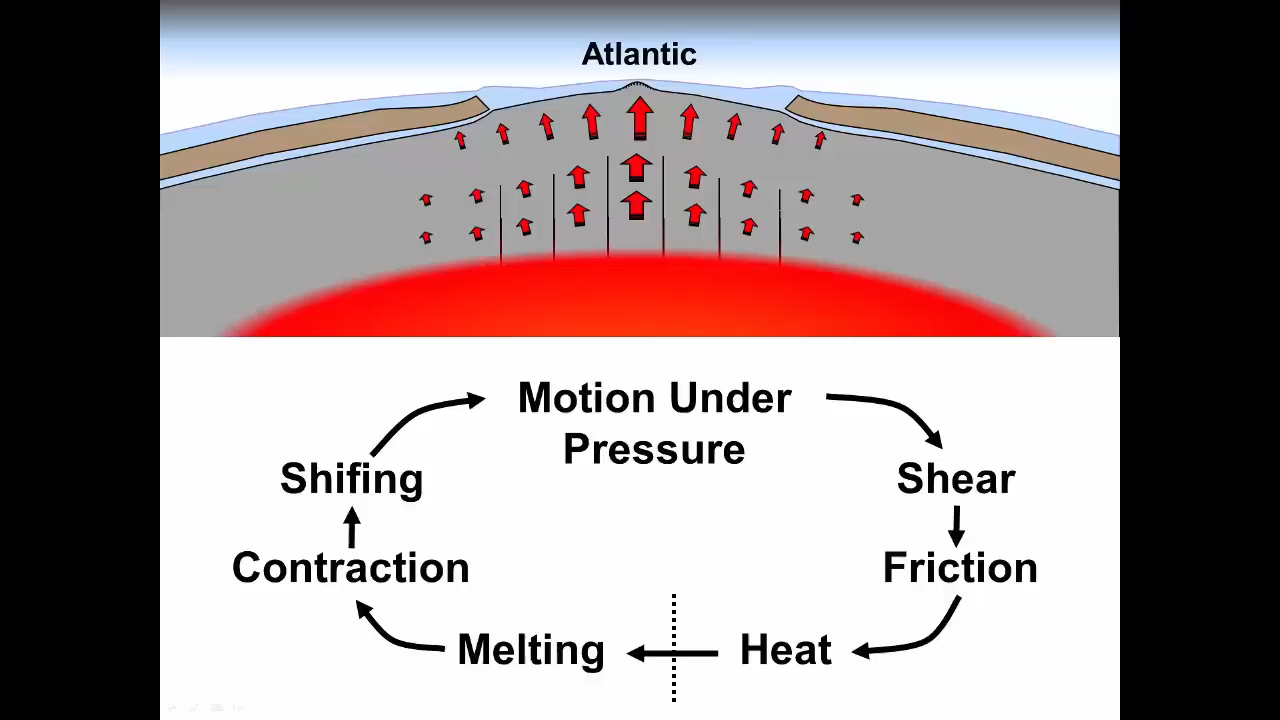 Atlantic
Motion Under
Pressure
Shifing
Shear
Contraction
Friction
Melting
Heat